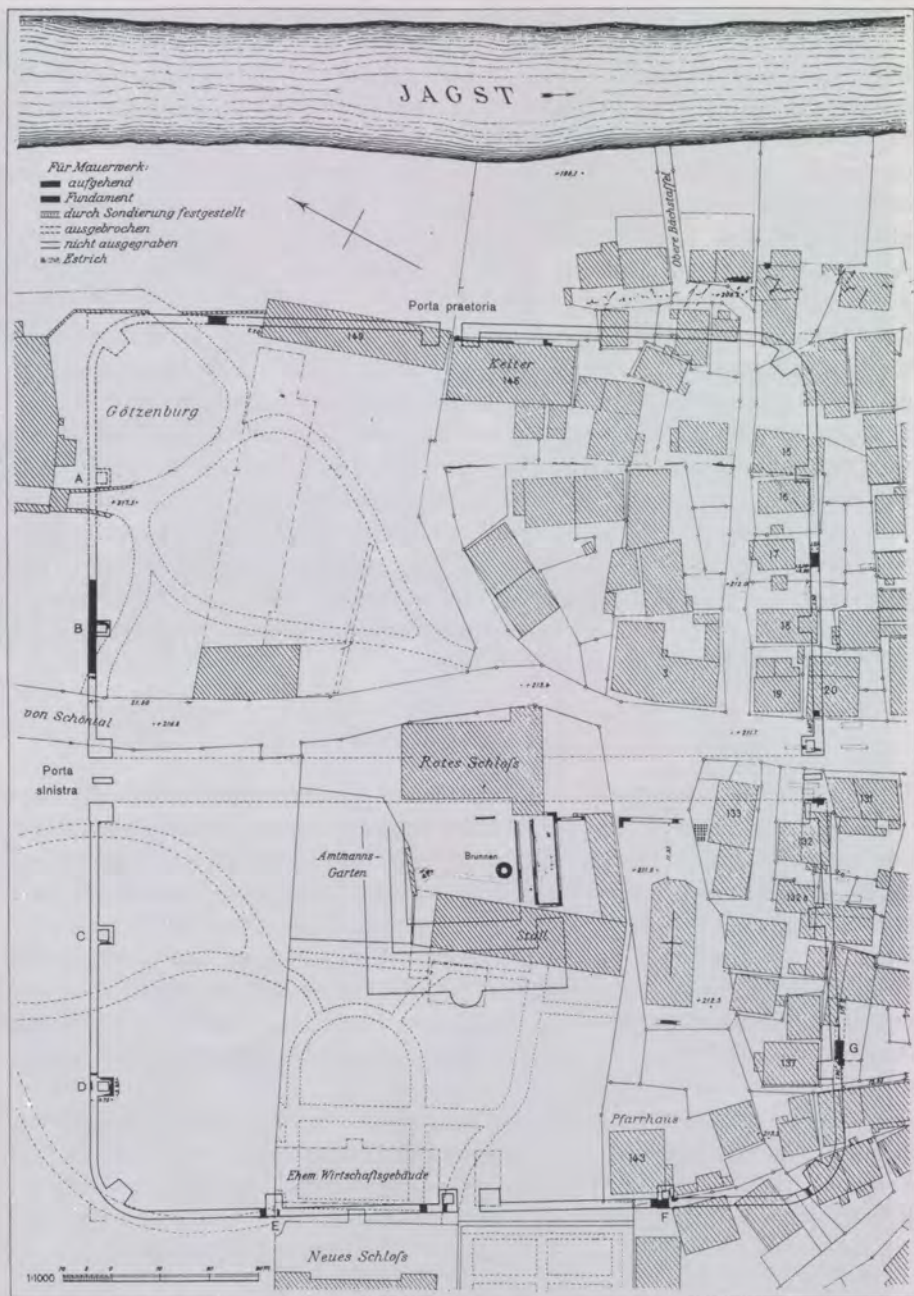 JAGST
Für Mauerwerk:
aufgehend
Fundament
durch Sondierung festgestellt
ausgebrochen
nicht ausgegraben
Estrich
Obere Bächstaffel
Porta praetoria
149
Kelter
Götzenburg
15
A
16
17
B
18
3
19
20
von Schöntal
Rotes Schloſs
Porta
sinistra
133
131
132
Amtmanns-
Garten
Brunnen
132 a
C
Stall
G
137
D
Pfarrhaus
143
Ehem. Wirtschaftsgebäude
E
F
Neues Schloſs
1:1000